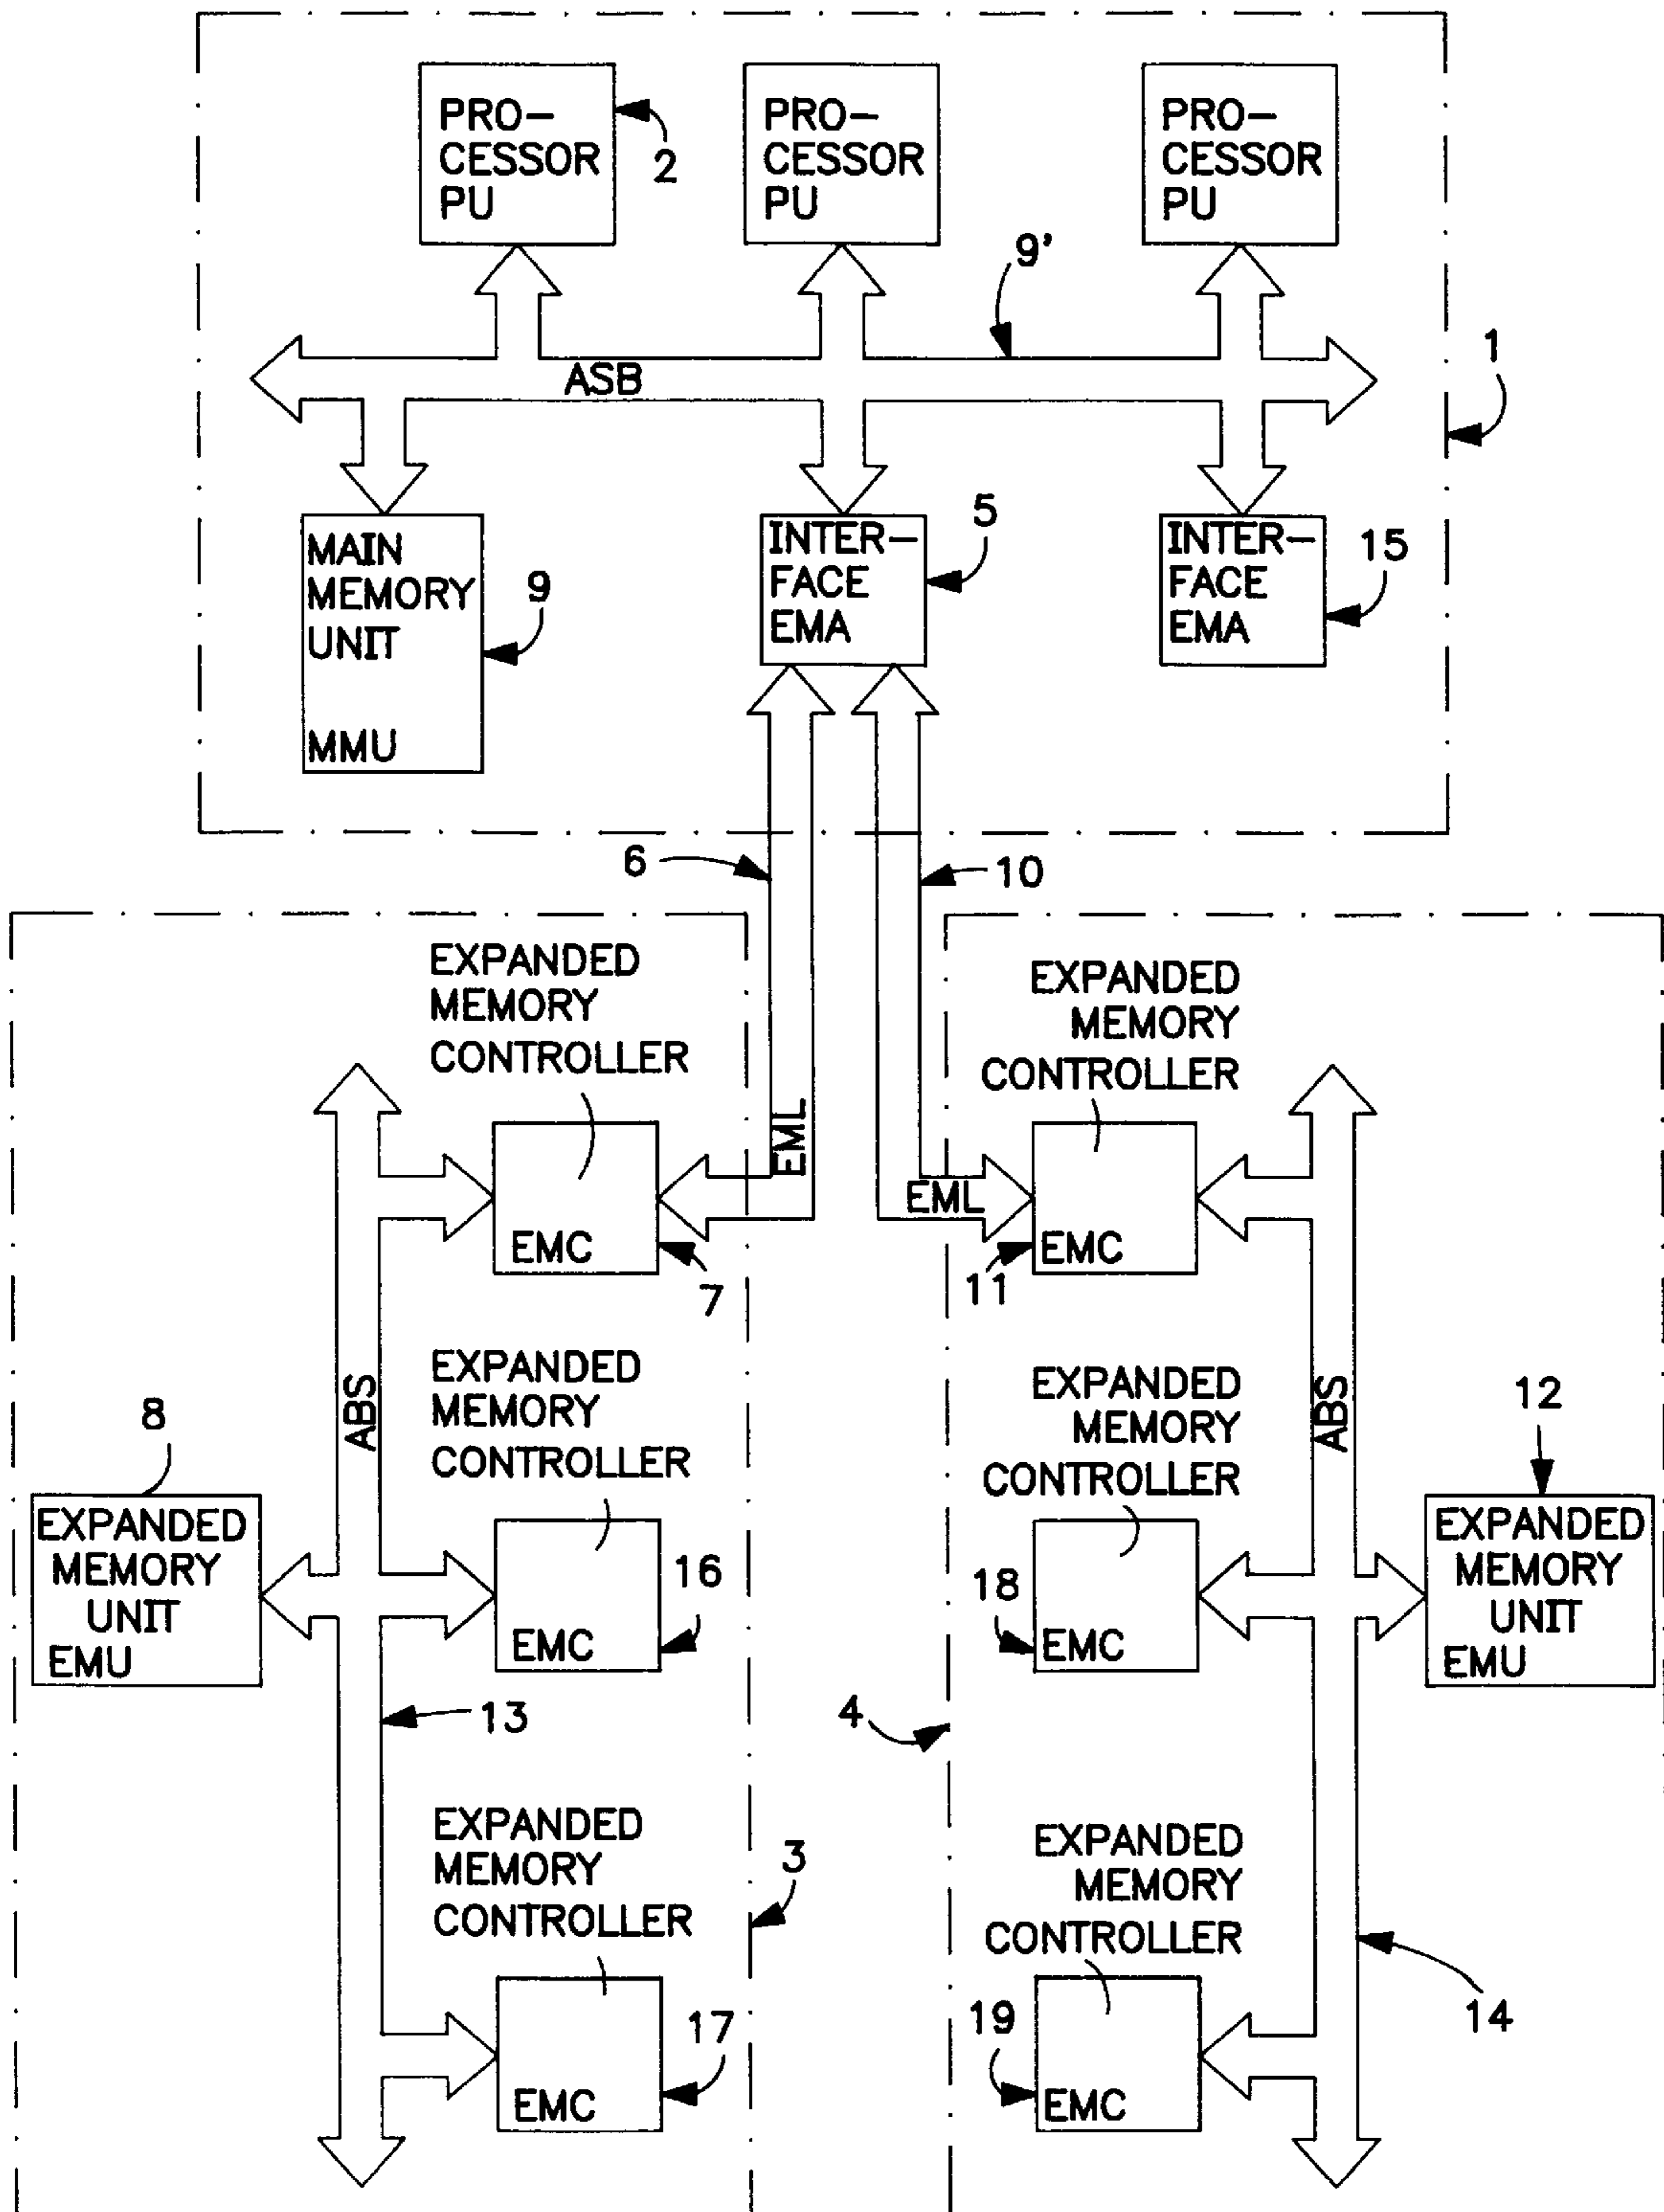 PRO-
CESSOR
PU
2
PRO-
CESSOR
PU
PRO-
CESSOR
PU
9'
ASB
1
MAIN
MEMORY
UNIT
MMU
9
INTER-
FACE
EMA
5
INTER-
FACE
EMA
15
6
10
EXPANDED
MEMORY
CONTROLLER
EML
EMC
7
EXPANDED
MEMORY
CONTROLLER
EML
EMC
11
ABS
8
EXPANDED
MEMORY
UNIT
EMU
EXPANDED
MEMORY
CONTROLLER
EMC
16
13
EXPANDED
MEMORY
CONTROLLER
EMC
18
4
ABS
12
EXPANDED
MEMORY
UNIT
EMU
EXPANDED
MEMORY
CONTROLLER
EMC
17
3
EXPANDED
MEMORY
CONTROLLER
EMC
19
14